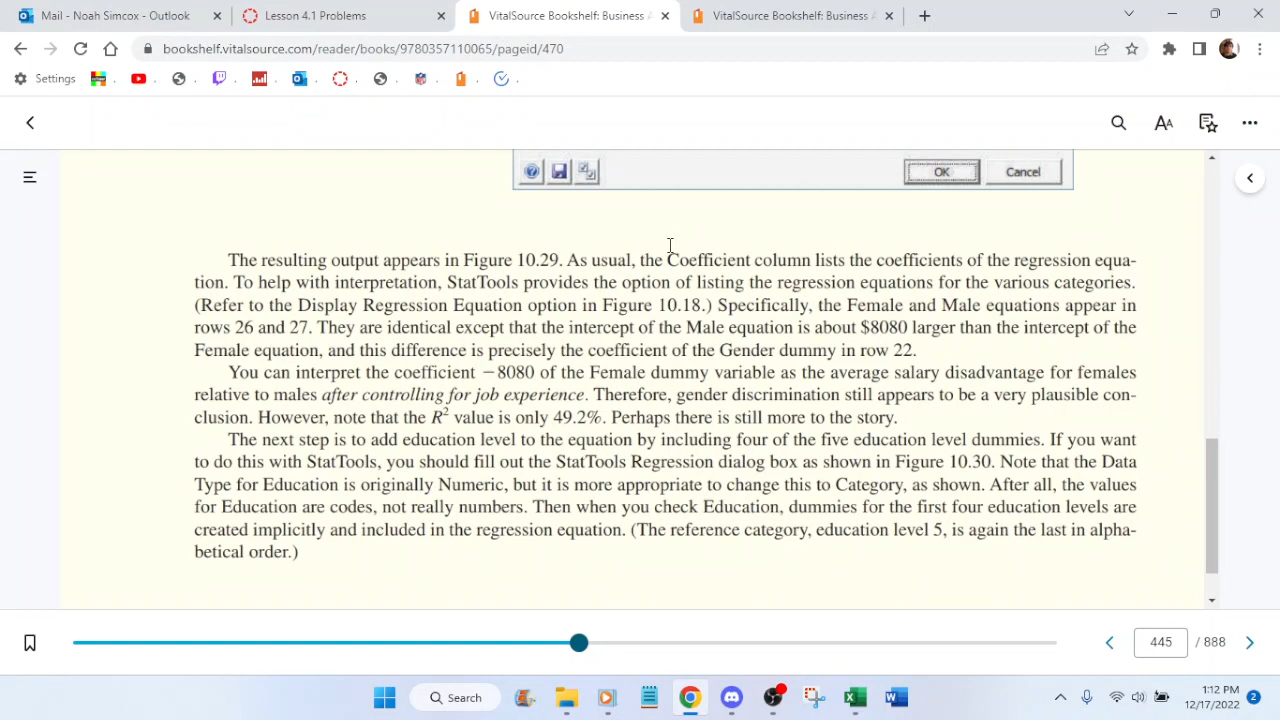 Mail - Noah Simcox - Outlook
Lesson 4.1 Problems
VitalSource Bookshelf: Business
VitalSource Bookshelf: Business
bookshelf.vitalsource.com/reader/books/9780357110065/pageid/470
Settings
OK
Cancel
The resulting output appears in Figure 10.29. As usual, the Coefficient column lists the coefficients of the regression equa-
tion. To help with interpretation, StatTools provides the option of listing the regression equations for the various categories.
(Refer to the Display Regression Equation option in Figure 10.18.) Specifically, the Female and Male equations appear in
rows 26 and 27. They are identical except that the intercept of the Male equation is about $8080 larger than the intercept of the
Female equation, and this difference is precisely the coefficient of the Gender dummy in row 22.
You can interpret the coefficient −8080 of the Female dummy variable as the average salary disadvantage for females
relative to males after controlling for job experience. Therefore, gender discrimination still appears to be a very plausible con-
clusion. However, note that the R² value is only 49.2%. Perhaps there is still more to the story.
The next step is to add education level to the equation by including four of the five education level dummies. If you want
to do this with StatTools, you should fill out the StatTools Regression dialog box as shown in Figure 10.30. Note that the Data
Type for Education is originally Numeric, but it is more appropriate to change this to Category, as shown. After all, the values
for Education are codes, not really numbers. Then when you check Education, dummies for the first four education levels are
created implicitly and included in the regression equation. (The reference category, education level 5, is again the last in alpha-
betical order.)
445 / 888
Search
1:12 PM
12/17/2022
2